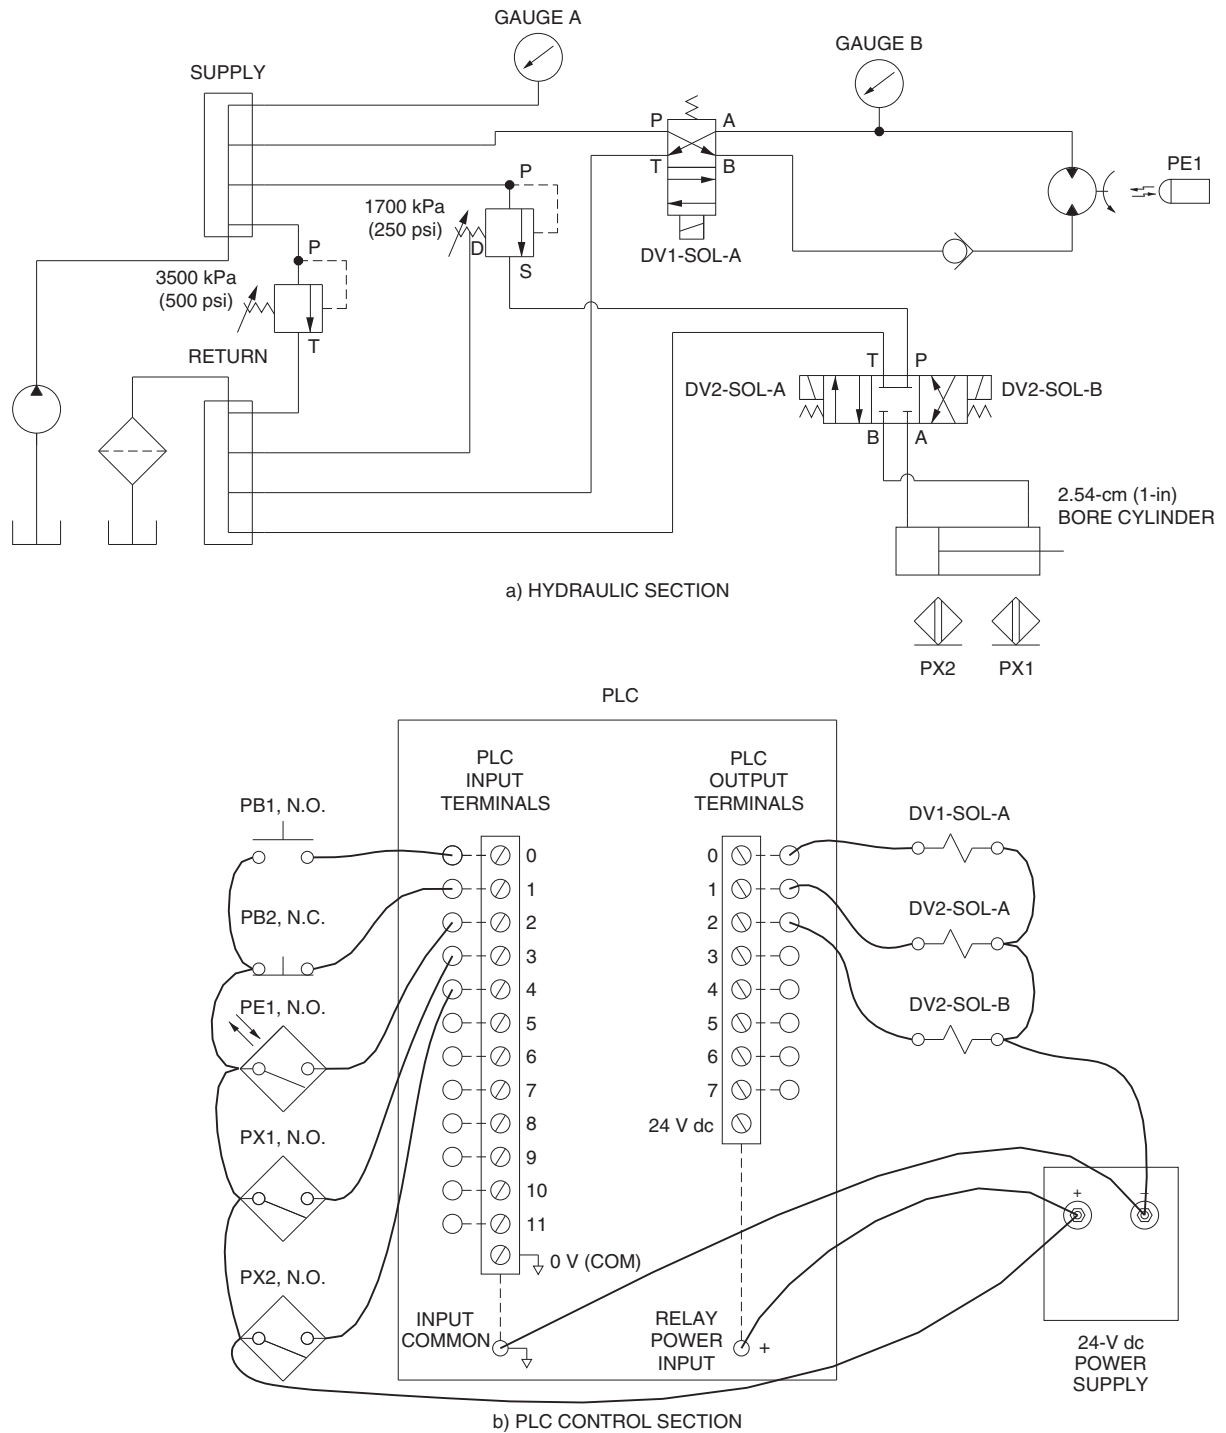 GAUGE A
GAUGE B
SUPPLY
P
A
T
B
PE1
P
1700 kPa
(250 psi)
D
S
DV1-SOL-A
P
3500 kPa
(500 psi)
T
RETURN
T
P
DV2-SOL-A
DV2-SOL-B
B
A
2.54-cm (1-in)
BORE CYLINDER
a) HYDRAULIC SECTION
PX2
PX1
PLC
PLC
INPUT
TERMINALS
PLC
OUTPUT
TERMINALS
PB1, N.O.
PB2, N.C.
PE1, N.O.
PX1, N.O.
PX2, N.O.
0
1
2
3
4
5
6
7
8
9
10
11
0 V (COM)
INPUT
COMMON
0
1
2
3
4
5
6
7
24 V dc
RELAY
POWER
INPUT
+
DV1-SOL-A
DV2-SOL-A
DV2-SOL-B
+
–
24-V dc
POWER
SUPPLY
b) PLC CONTROL SECTION